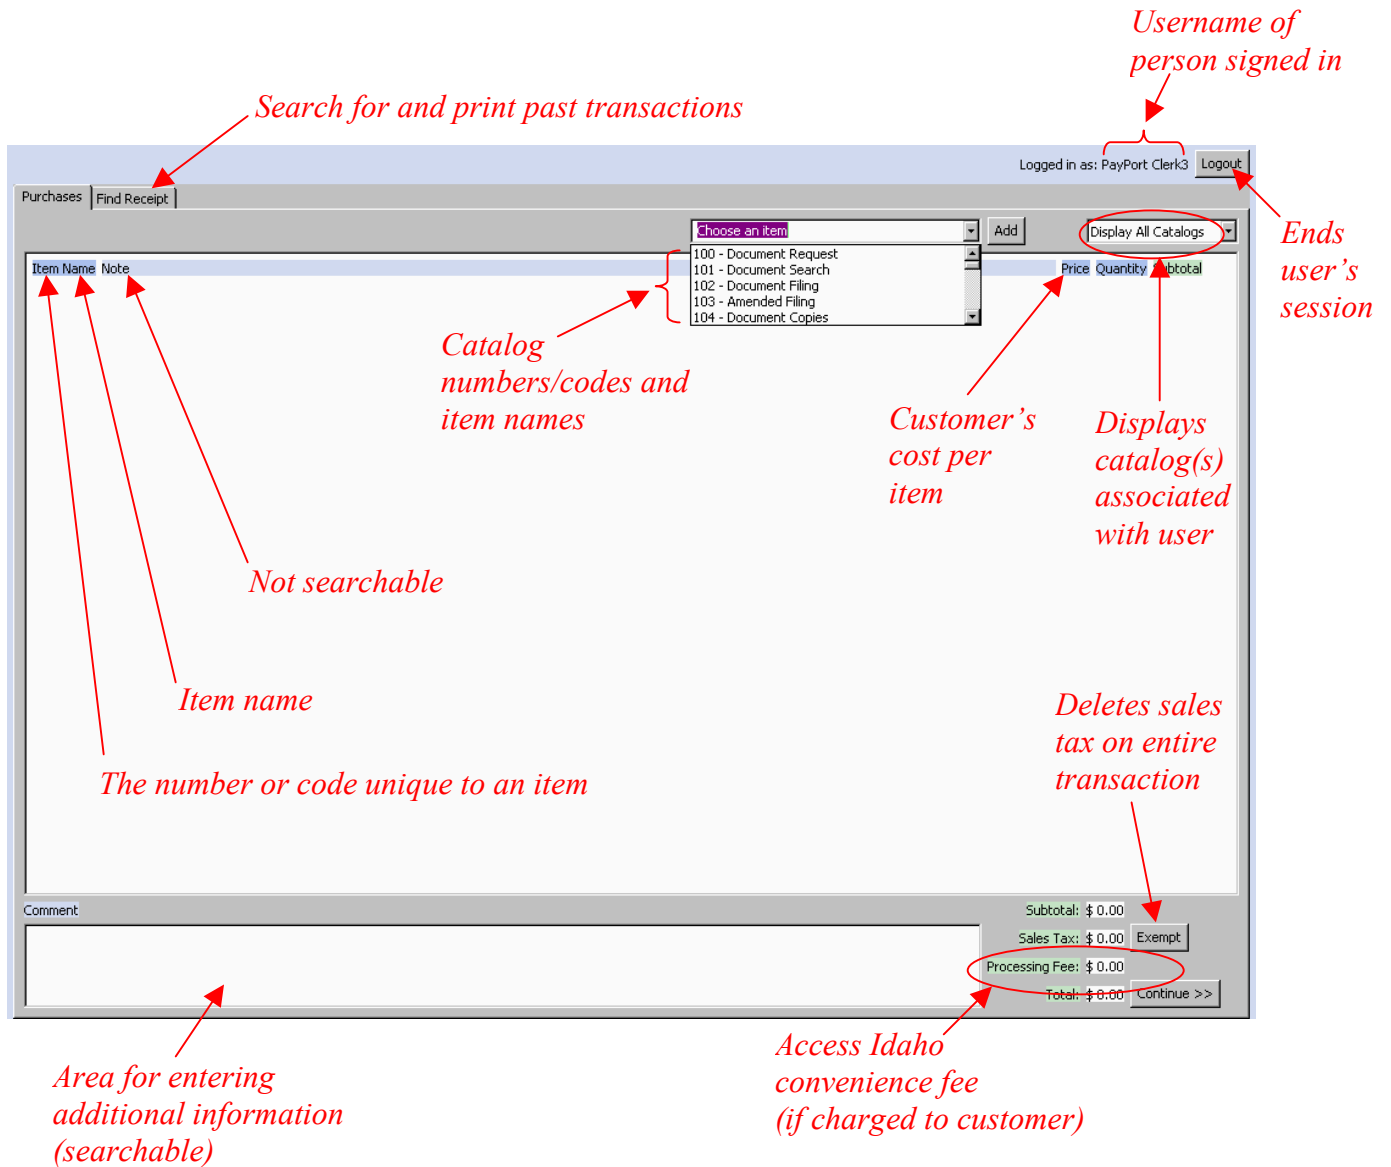 Username of
person signed in
Search for and print past transactions
Logged in as: PayPort Clerk3 Logout
Purchases Find Receipt
Choose an item Add Display All Catalogs
100 - Document Request
101 - Document Search
102 - Document Filing
103 - Amended Filing
104 - Document Copies
Item Name Note Price Quantity Subtotal
Ends
user’s
session
Catalog
numbers/codes and
item names
Customer’s
cost per
item
Displays
catalog(s)
associated
with user
Not searchable
Item name
The number or code unique to an item
Deletes sales
tax on entire
transaction
Comment
Subtotal: $ 0.00
Sales Tax: $ 0.00 Exempt
Processing Fee: $ 0.00
Total: $ 0.00 Continue >>
Area for entering
additional information
(searchable)
Access Idaho
convenience fee
(if charged to customer)